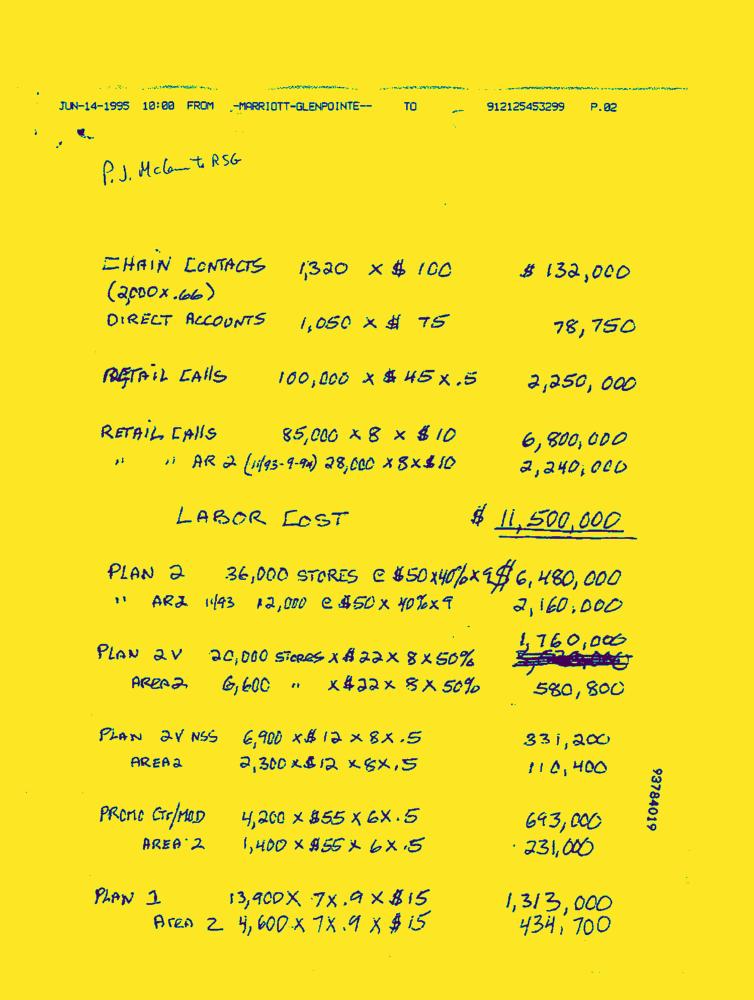 JUN-14-1995 10:00 FROM -MARRIOTT-GLENPOINTE-- TO 912125453299 P.02
P.J. RSG
CHAIN CONTACTS 1,320 x $ 100 $ 132,000
(2,000 x .66)
DIRECT ACCOUNTS 1,050 x $ 75 78,750
RETAIL CALLS 100,000 x $ 45 x .5 2,250,000
RETAIL CALLS 85,000 x 8 x $ 10 6,800,000
" " AR 2 (11/93-9-94) 28,000 x 8 x $ 10 2,240,000
LABOR COST $ 11,500,000
PLAN 2 36,000 STORES @ $50 x 40% x 9 $ 6,480,000
" AR2 11/93 12,000 @ $50 x 40% x 9 2,160,000
1,760,000
PLAN 2V 20,000 STORES x $22 x 8 x 50%
AREA 2 6,600 " x $22 x 8 x 50% 580,800
PLAN 2V NSS 6,900 x $12 x 8 x .5 331,200
AREA 2 2,300 x $12 x 8 x .5 110,400
93784019
PROMO Ctr/MOD 4,200 x $55 x 6 x .5 693,000
AREA 2 1,400 x $55 x 6 x .5 231,000
PLAN 1 13,900 x 7 x .9 x $15 1,313,000
AREA 2 4,600 x 7 x .9 x $15 434,700